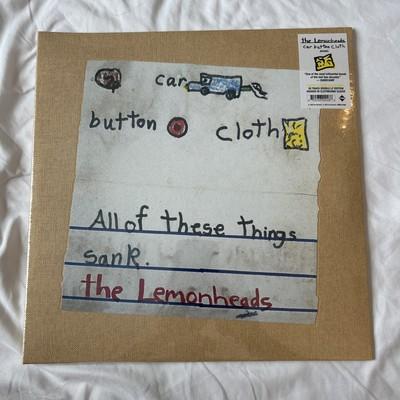 car
button
cloth
All of these things
sank.
the Lemonheads
the Lemonheads
car button cloth